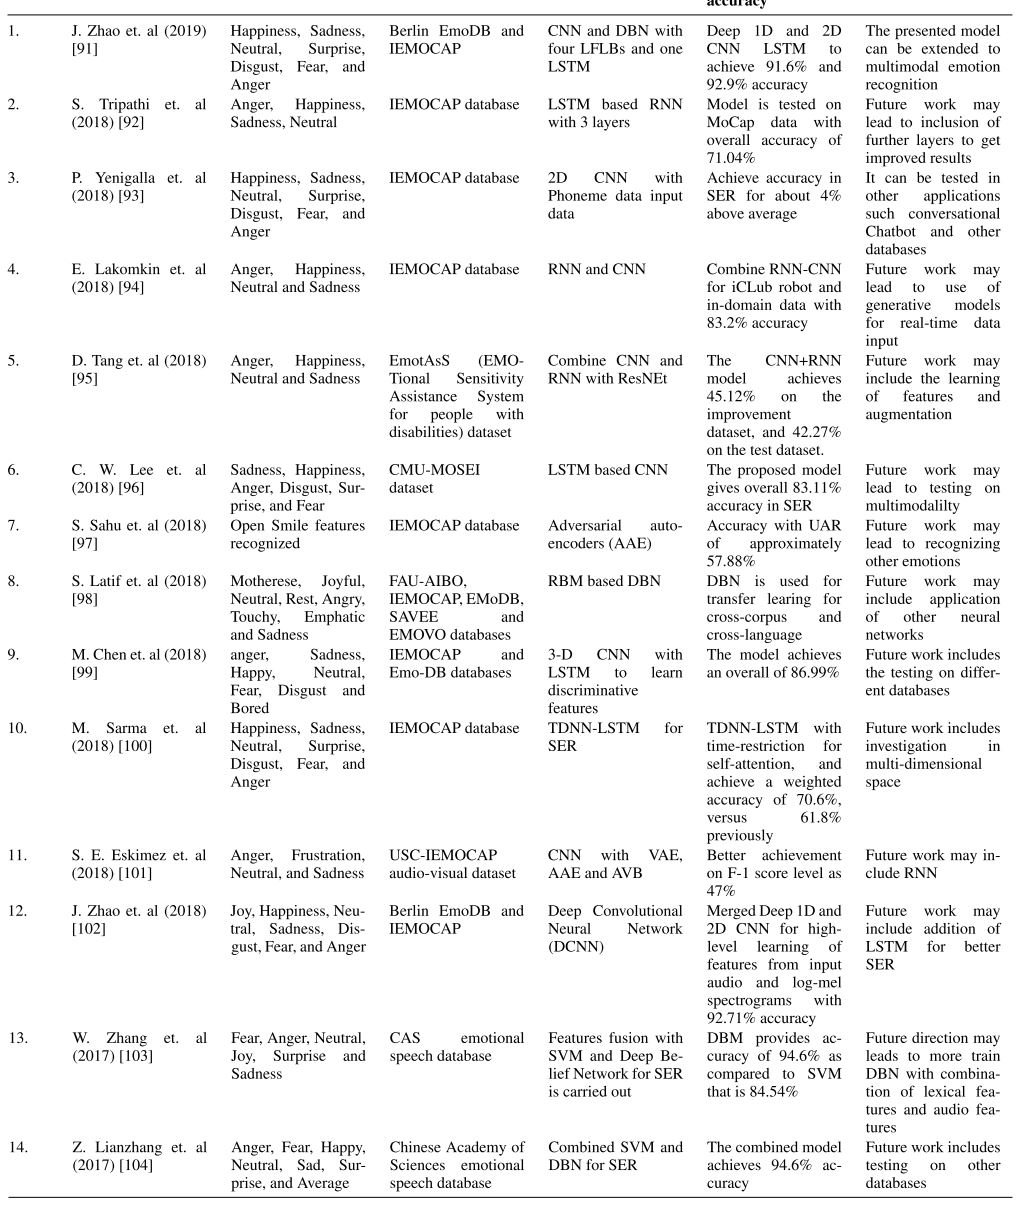 accuracy
1. J. Zhao et. al (2019) [91] Happiness, Sadness, Neutral, Surprise, Disgust, Fear, and Anger Berlin EmoDB and IEMOCAP CNN and DBN with four LFLBs and one LSTM Deep 1D and 2D CNN LSTM to achieve 91.6% and 92.9% accuracy The presented model can be extended to multimodal emotion recognition
2. S. Tripathi et. al (2018) [92] Anger, Happiness, Sadness, Neutral IEMOCAP database LSTM based RNN with 3 layers Model is tested on MoCap data with overall accuracy of 71.04% Future work may lead to inclusion of further layers to get improved results
3. P. Yenigalla et. al (2018) [93] Happiness, Sadness, Neutral, Surprise, Disgust, Fear, and Anger IEMOCAP database 2D CNN with Phoneme data input data Achieve accuracy in SER for about 4% above average It can be tested in other applications such conversational Chatbot and other databases
4. E. Lakomkin et. al (2018) [94] Anger, Happiness, Neutral and Sadness IEMOCAP database RNN and CNN Combine RNN-CNN for iCLub robot and in-domain data with 83.2% accuracy Future work may lead to use of generative models for real-time data input
5. D. Tang et. al (2018) [95] Anger, Happiness, Neutral and Sadness EmotAsS (EMO-Tional Sensitivity Assistance System for people with disabilities) dataset Combine CNN and RNN with ResNEt The CNN+RNN model achieves 45.12% on the improvement dataset, and 42.27% on the test dataset. Future work may include the learning of features and augmentation
6. C. W. Lee et. al (2018) [96] Sadness, Happiness, Anger, Disgust, Sur-prise, and Fear CMU-MOSEI dataset LSTM based CNN The proposed model gives overall 83.11% accuracy in SER Future work may lead to testing on multimodalilty
7. S. Sahu et. al (2018) [97] Open Smile features recognized IEMOCAP database Adversarial auto-encoders (AAE) Accuracy with UAR of approximately 57.88% Future work may lead to recognizing other emotions
8. S. Latif et. al (2018) [98] Motherese, Joyful, Neutral, Rest, Angry, Touchy, Emphatic and Sadness FAU-AIBO, IEMOCAP, EMoDB, SAVEE and EMOVO databases RBM based DBN DBN is used for transfer learing for cross-corpus and cross-language Future work may include application of other neural networks
9. M. Chen et. al (2018) [99] anger, Sadness, Happy, Neutral, Fear, Disgust and Bored IEMOCAP and Emo-DB databases 3-D CNN with LSTM to learn discriminative features The model achieves an overall of 86.99% Future work includes the testing on differ-ent databases
10. M. Sarma et. al (2018) [100] Happiness, Sadness, Neutral, Surprise, Disgust, Fear, and Anger IEMOCAP database TDNN-LSTM for SER TDNN-LSTM with time-restriction for self-attention, and achieve a weighted accuracy of 70.6%, versus 61.8% previously Future work includes investigation in multi-dimensional space
11. S. E. Eskimez et. al (2018) [101] Anger, Frustration, Neutral, and Sadness USC-IEMOCAP audio-visual dataset CNN with VAE, AAE and AVB Better achievement on F-1 score level as 47% Future work may in-clude RNN
12. J. Zhao et. al (2018) [102] Joy, Happiness, Neu-tral, Sadness, Dis-gust, Fear, and Anger Berlin EmoDB and IEMOCAP Deep Convolutional Neural Network (DCNN) Merged Deep 1D and 2D CNN for high-level learning of features from input audio and log-mel spectrograms with 92.71% accuracy Future work may include addition of LSTM for better SER
13. W. Zhang et. al (2017) [103] Fear, Anger, Neutral, Joy, Surprise and Sadness CAS emotional speech database Features fusion with SVM and Deep Be-lief Network for SER is carried out DBM provides ac-curacy of 94.6% as compared to SVM that is 84.54% Future direction may leads to more train DBN with combina-tion of lexical fea-tures and audio fea-tures
14. Z. Lianzhang et. al (2017) [104] Anger, Fear, Happy, Neutral, Sad, Sur-prise, and Average Chinese Academy of Sciences emotional speech database Combined SVM and DBN for SER The combined model achieves 94.6% ac-curacy Future work includes testing on other databases